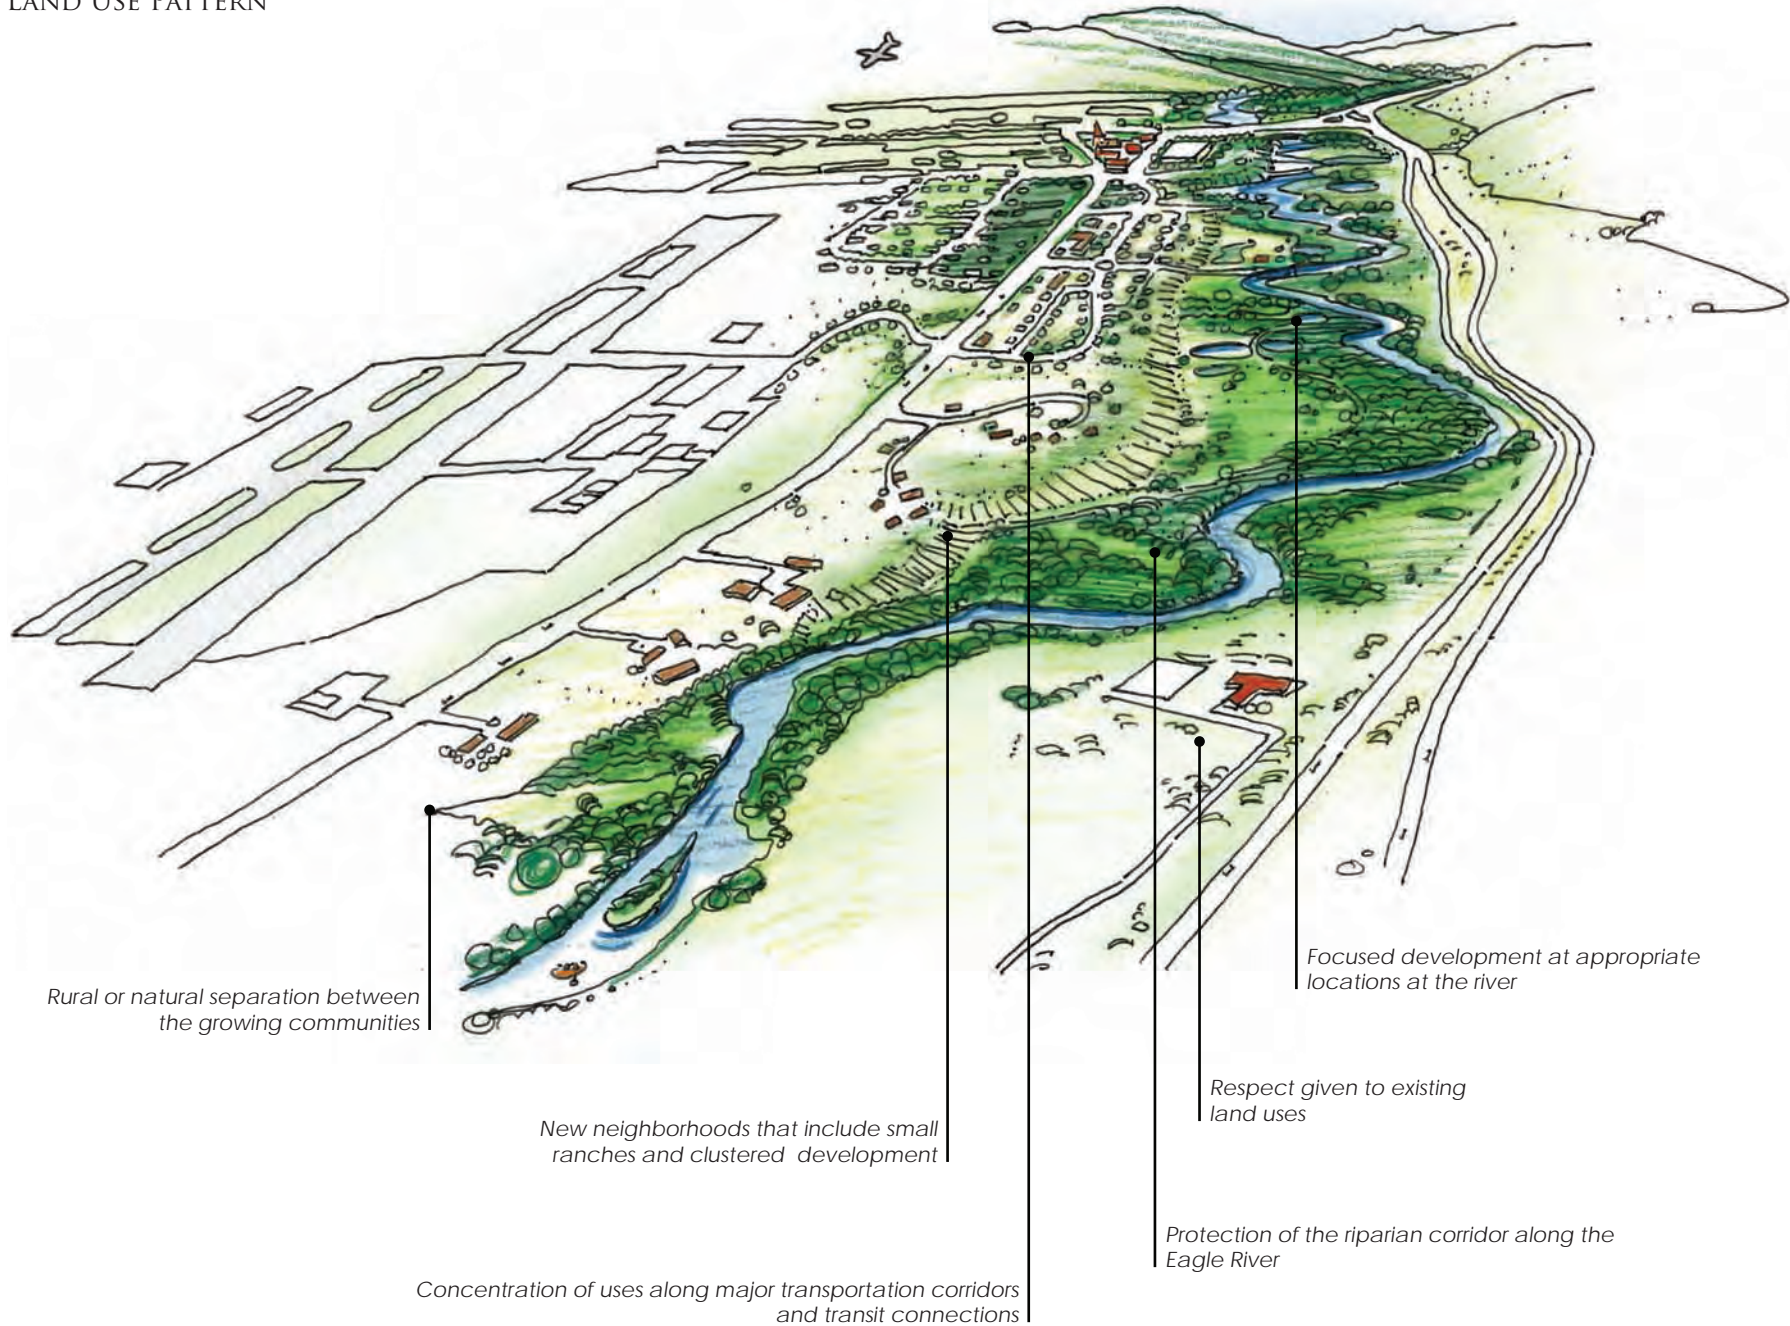 LAND USE PATTERN
Focused development at appropriate
locations at the river
Rural or natural separation between
the growing communities
Respect given to existing
land uses
New neighborhoods that include small
ranches and clustered development
Protection of the riparian corridor along the
Eagle River
Concentration of uses along major transportation corridors
and transit connections